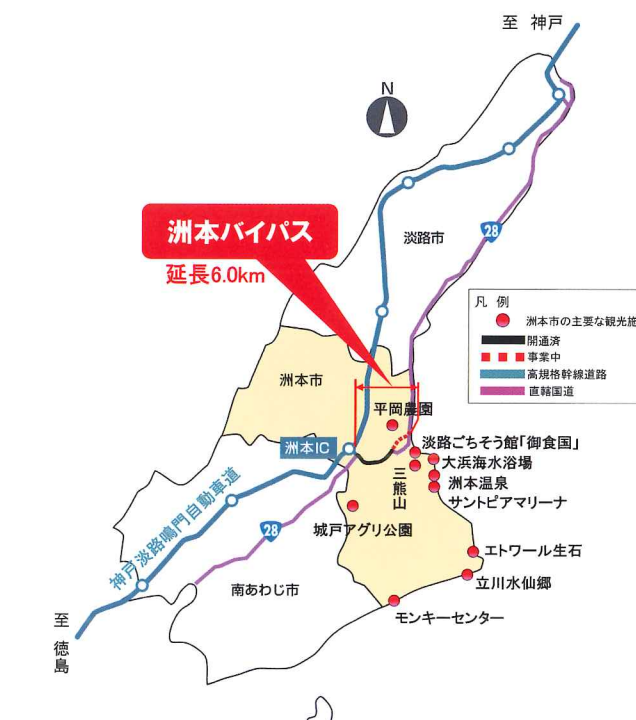 至 神戸
N
洲本バイパス
延長6.0km
28
淡路市
凡 例
洲本市の主要な観光施
開通済
事業中
高規格幹線道路
直轄国道
洲本市
平岡農園
洲本IC
淡路ごちそう館「御食国」
大浜海水浴場
三熊山
洲本温泉
サントピアマリーナ
神戸淡路鳴門自動車道
28
城戸アグリ公園
エトワール生石
南あわじ市
立川水仙郷
モンキーセンター
至 徳島